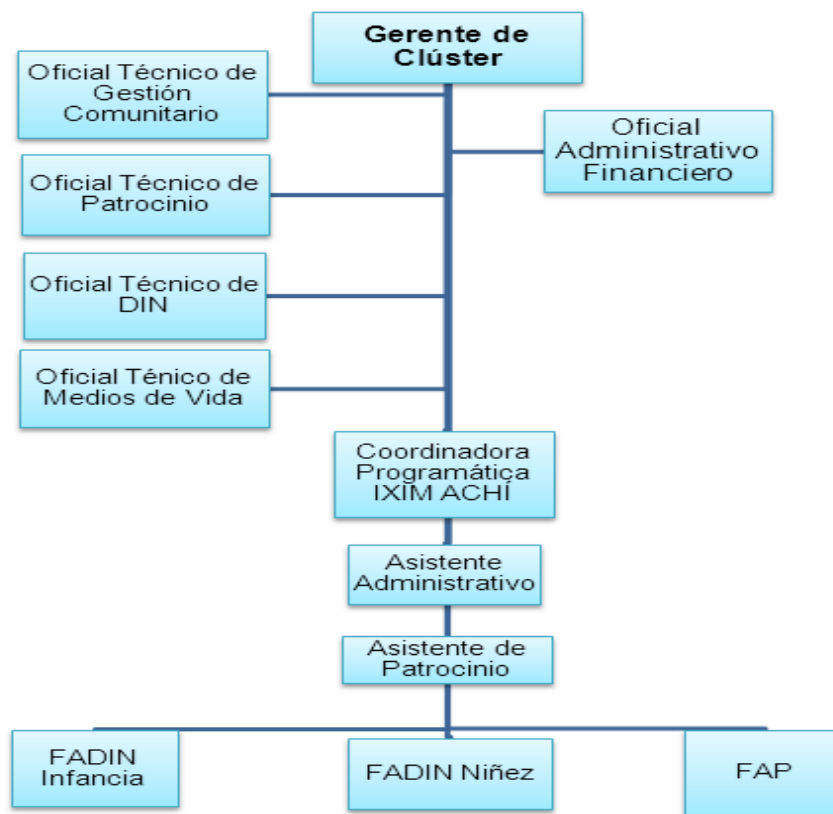 Gerente de
Clúster
Oficial Técnico de
Gestión
Comunitario
Oficial
Administrativo
Financiero
Oficial Técnico de
Patrocinio
Oficial Técnico de
DIN
Oficial Ténico de
Medios de Vida
Coordinadora
Programática
IXIM ACHÍ
Asistente
Administrativo
Asistente de
Patrocinio
FADIN
Infancia
FADIN Niñez
FAP